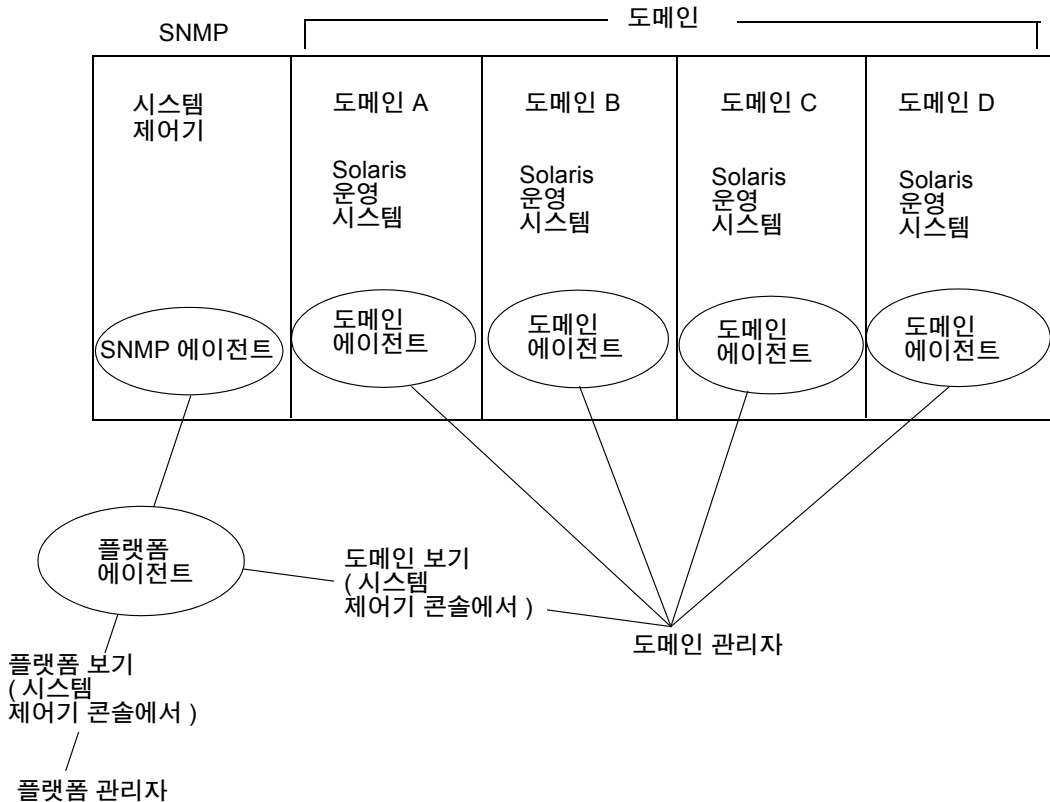 SNMP
도메인
시스템
제어기
도메인 A
도메인 B
도메인 C
도메인 D
Solaris
운영
시스템
Solaris
운영
시스템
Solaris
운영
시스템
Solaris
운영
시스템
SNMP 에이전트
도메인
에이전트
도메인
에이전트
도메인
에이전트
도메인
에이전트
플랫폼
에이전트
도메인 보기
( 시스템
제어기 콘솔에서 )
도메인 관리자
플랫폼 보기
( 시스템
제어기 콘솔에서 )
플랫폼 관리자